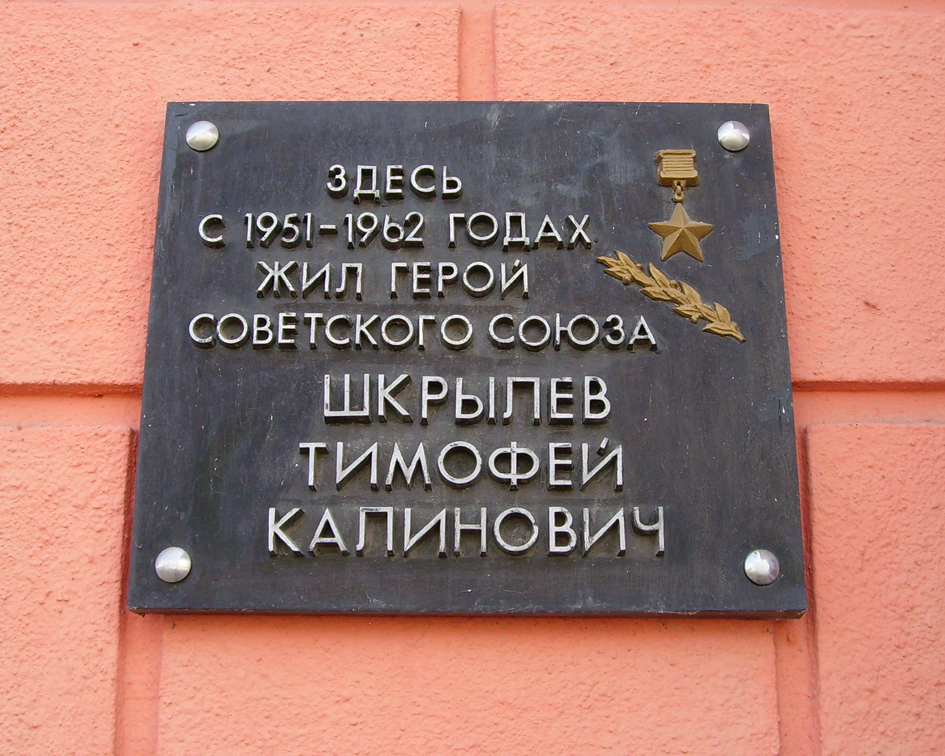 ЗДЕСЬ
С 1951-1962 ГОДАХ
ЖИЛ ГЕРОЙ
СОВЕТСКОГО СОЮЗА
ШКРЫЛЕВ
ТИМОФЕЙ
КАЛИНОВИЧ